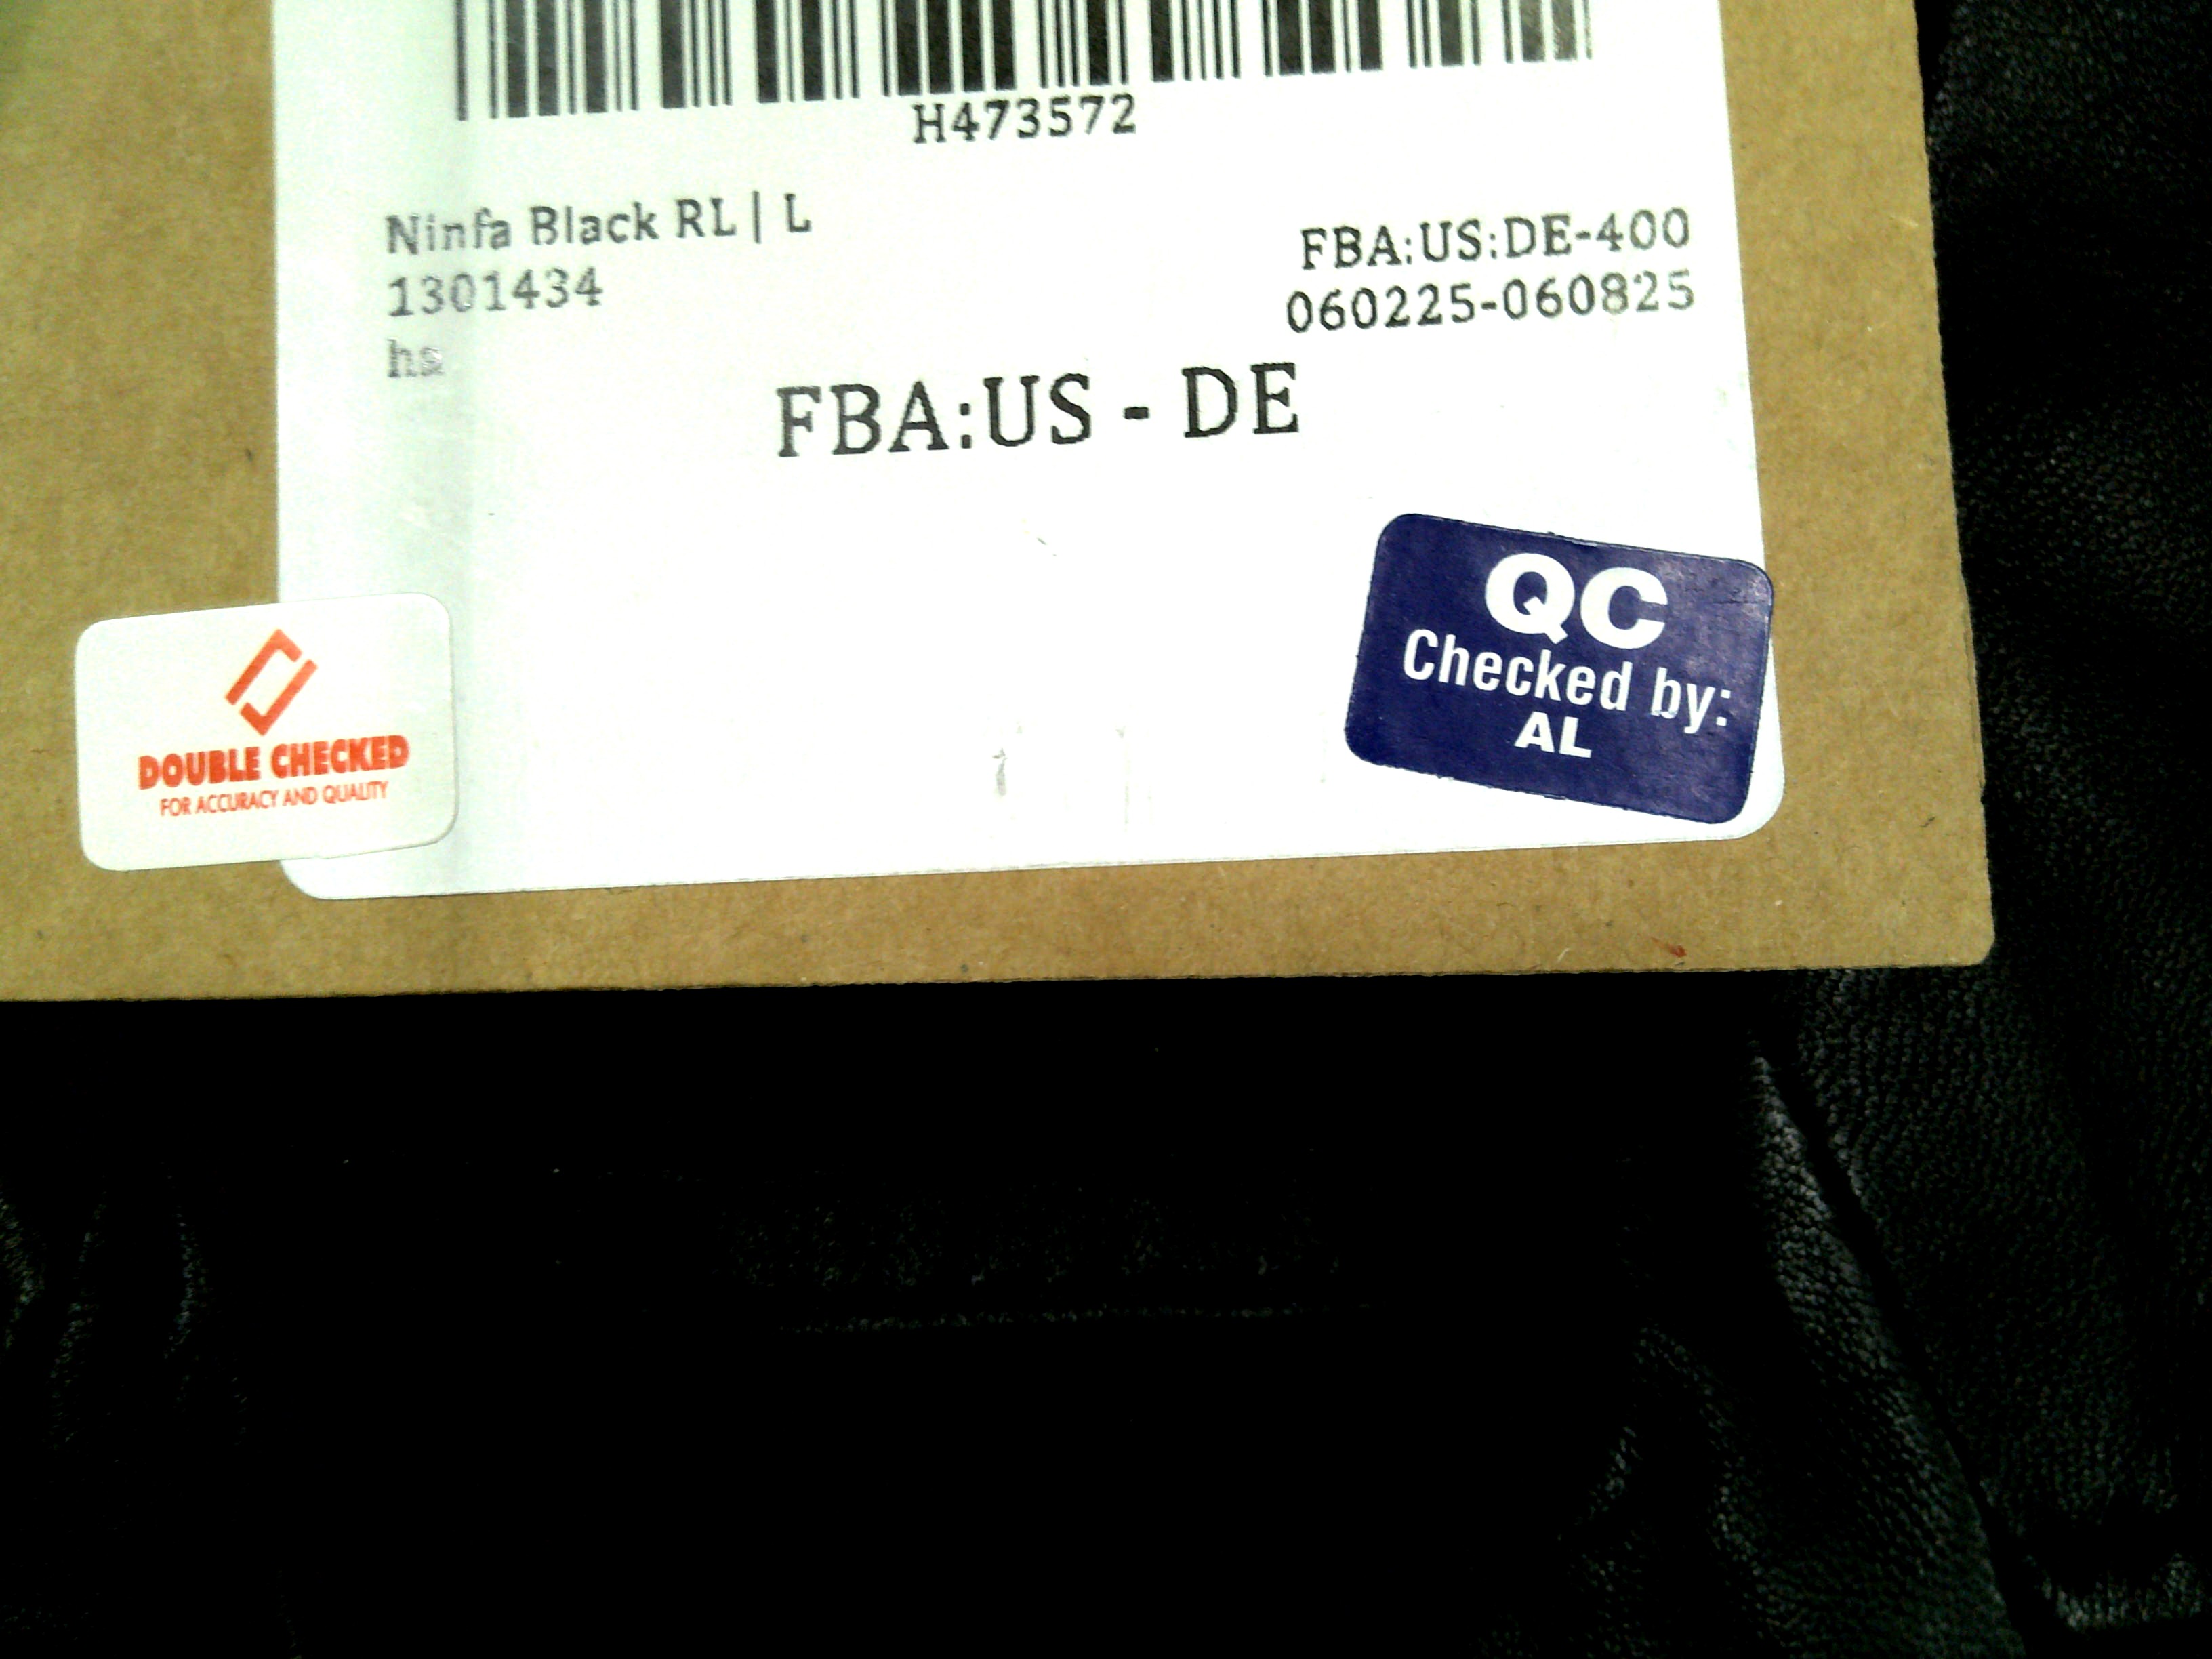 H473572
Ninfa Black RL | L
1301434
hs
FBA:US:DE-400
060225-060825
FBA:US - DE
QC
Checked by:
AL
DOUBLE CHECKED
FOR ACCURACY AND QUALITY